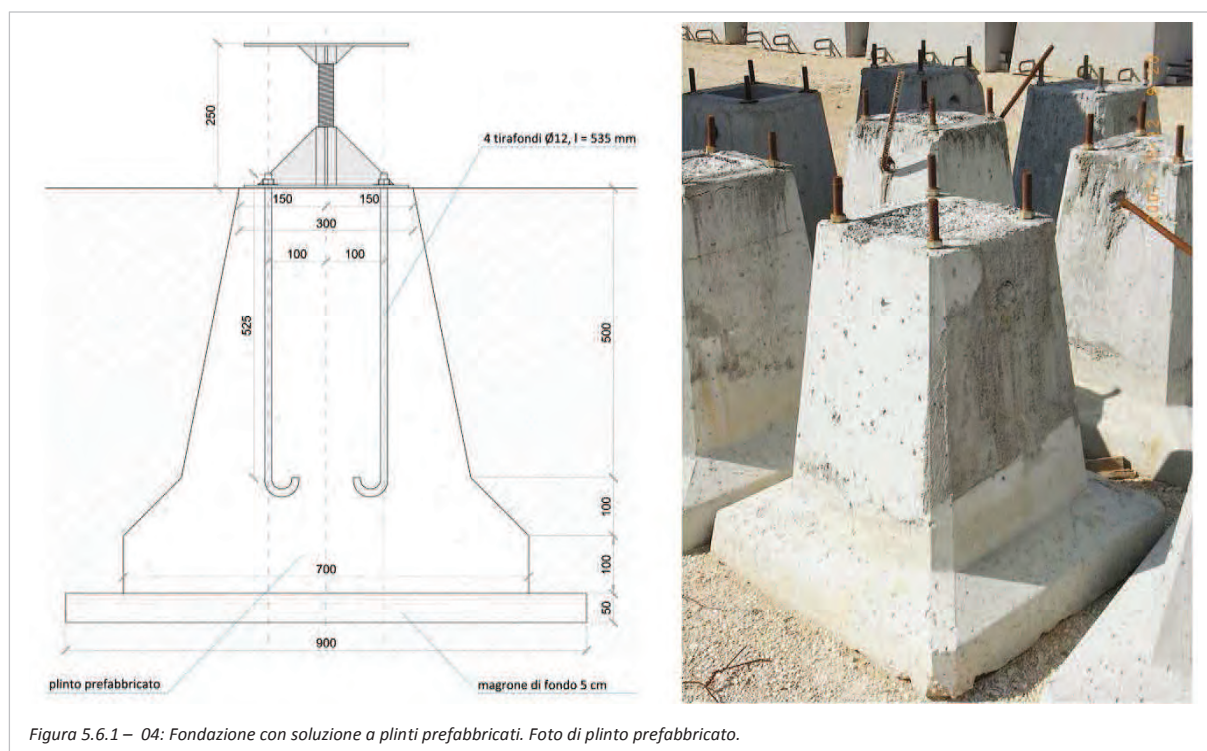 250
4 tirafondi Ø12, l = 535 mm
150 150
300
100 100
525
500
100
700
100
50
900
plinto prefabbricato
magrone di fondo 5 cm
Figura 5.6.1 – 04: Fondazione con soluzione a plinti prefabbricati. Foto di plinto prefabbricato.